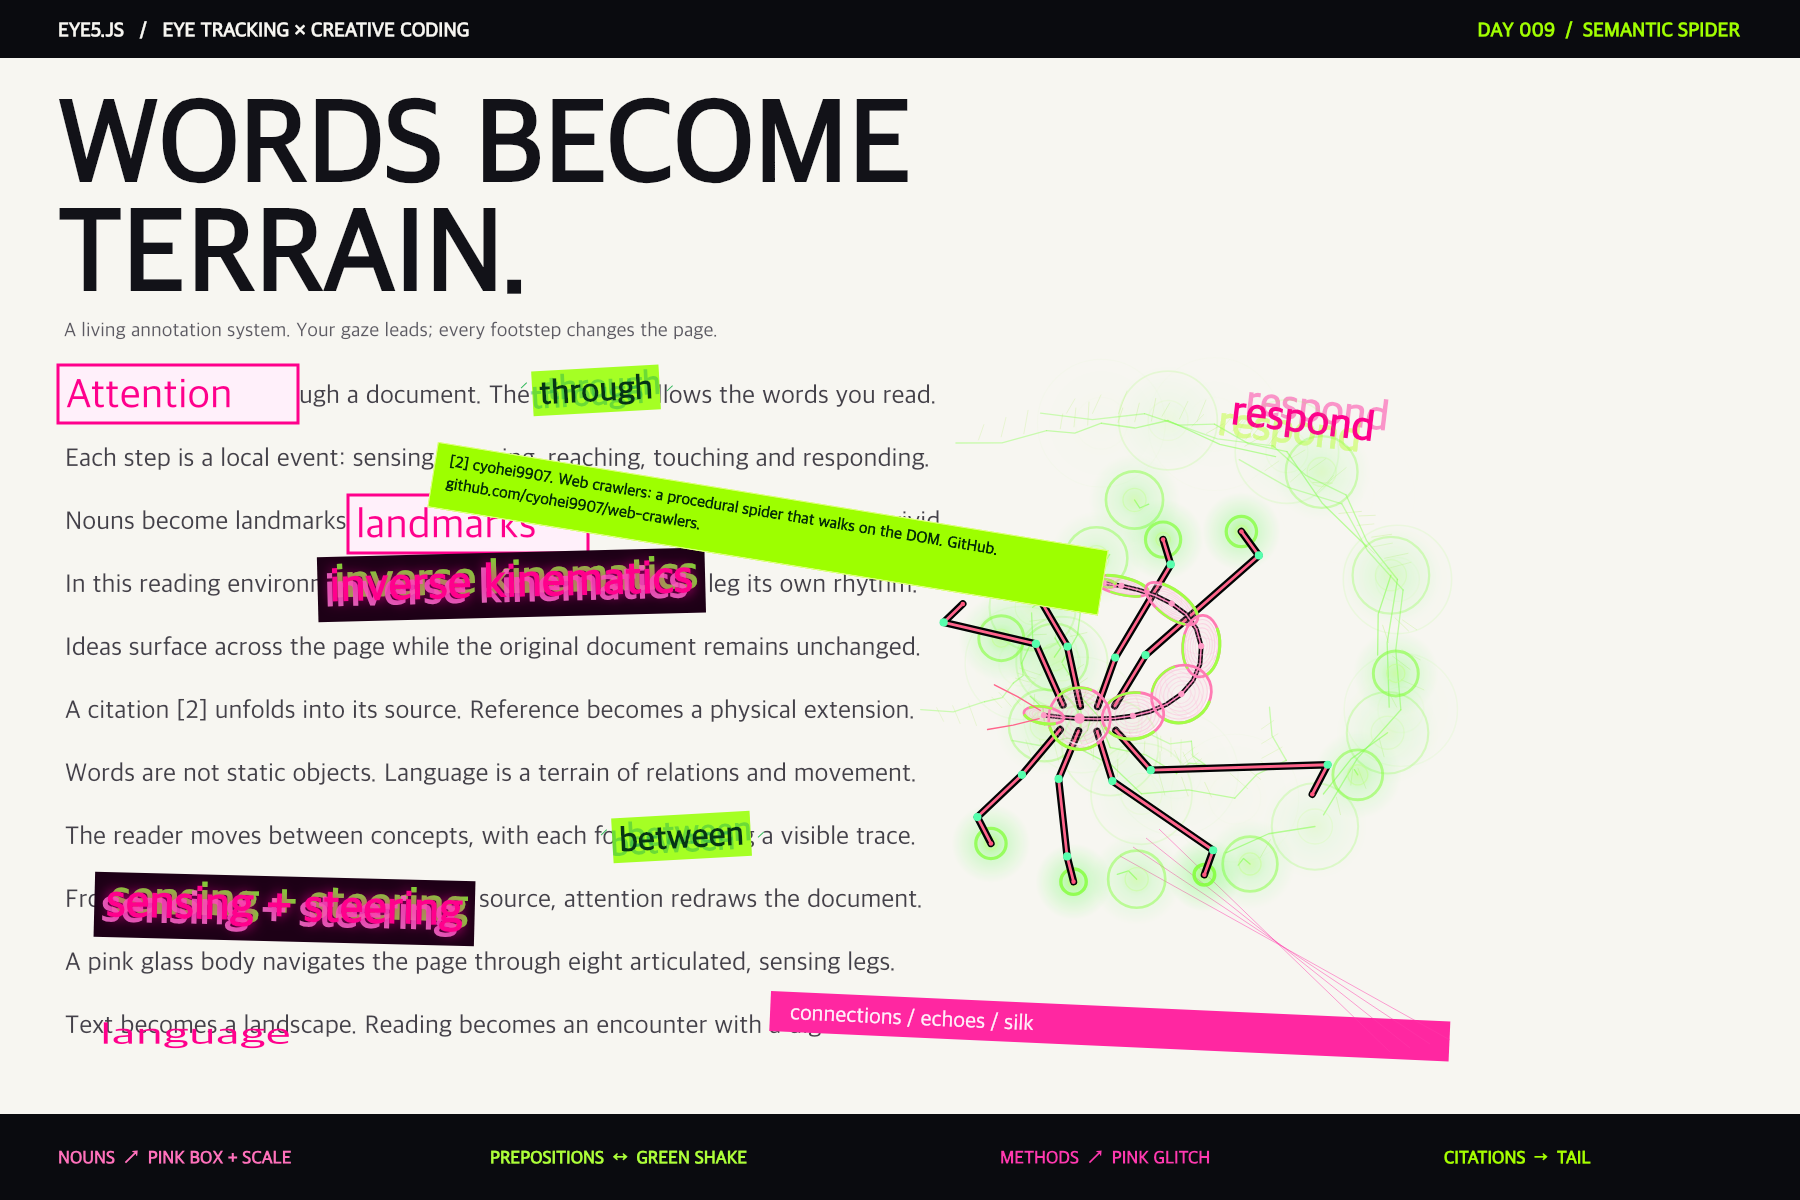 EYE5.JS / EYE TRACKING × CREATIVE CODING
DAY 009 / SEMANTIC SPIDER
WORDS BECOME
TERRAIN.
A living annotation system. Your gaze leads; every footstep changes the page.
Attention ugh a document. The through lows the words you read.
respond
Each step is a local event: sensing, reaching, touching and responding.
[2] cyohei9907. Web crawlers: a procedural spider that walks on the DOM. GitHub.
github.com/cyohei9907/web-crawlers.
Nouns become landmarks landmarks
In this reading inverse kinematics leg its own rhythm.
Ideas surface across the page while the original document remains unchanged.
A citation [2] unfolds into its source. Reference becomes a physical extension.
Words are not static objects. Language is a terrain of relations and movement.
The reader moves between concepts, with each between a visible trace.
sensing + steering source, attention redraws the document.
A pink glass body navigates the page through eight articulated, sensing legs.
Text becomes a landscape. Reading becomes an encounter with
connections / echoes / silk
language
NOUNS ↗ PINK BOX + SCALE
PREPOSITIONS ↔ GREEN SHAKE
METHODS ↗ PINK GLITCH
CITATIONS → TAIL